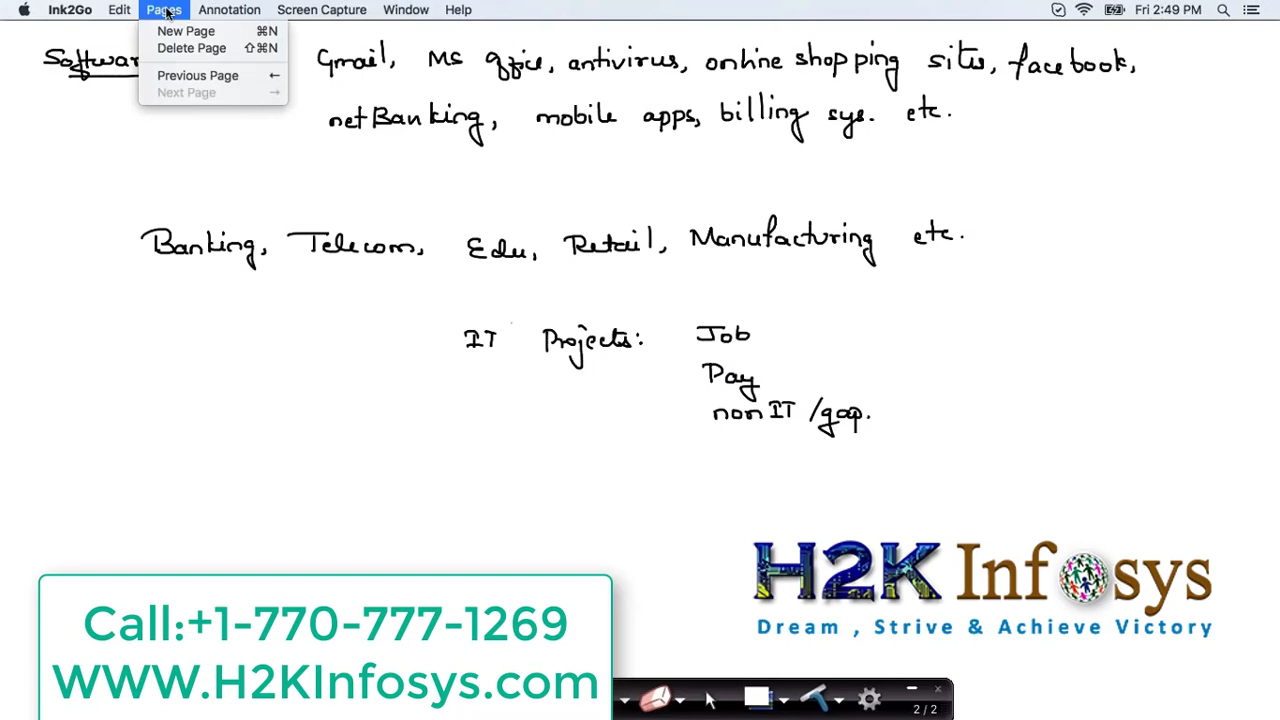 Ink2Go Edit Pages Annotation Screen Capture Window Help Fri 2:49 PM
New Page ⌘N
Delete Page ⇧⌘N
Previous Page ←
Next Page →
Software Gmail, MS office, antivirus, online shopping sites, facebook,
netBanking, mobile apps, billing sys. etc.
Banking, Telecom, Edu, Retail, Manufacturing etc.
IT Projects: Job
Pay
non IT /gap.
H2K Infosys
Dream , Strive & Achieve Victory
Call:+1-770-777-1269
WWW.H2KInfosys.com
2/2